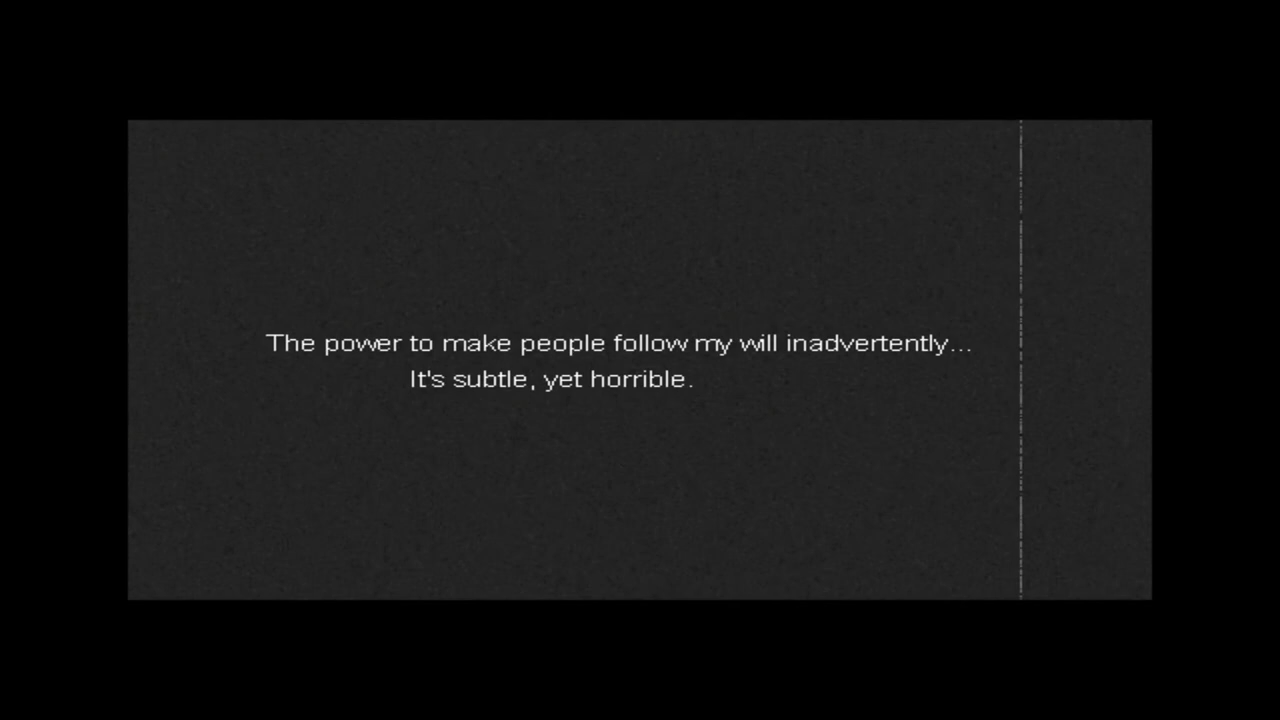 The power to make people follow my will inadvertently...
It's subtle, yet horrible.